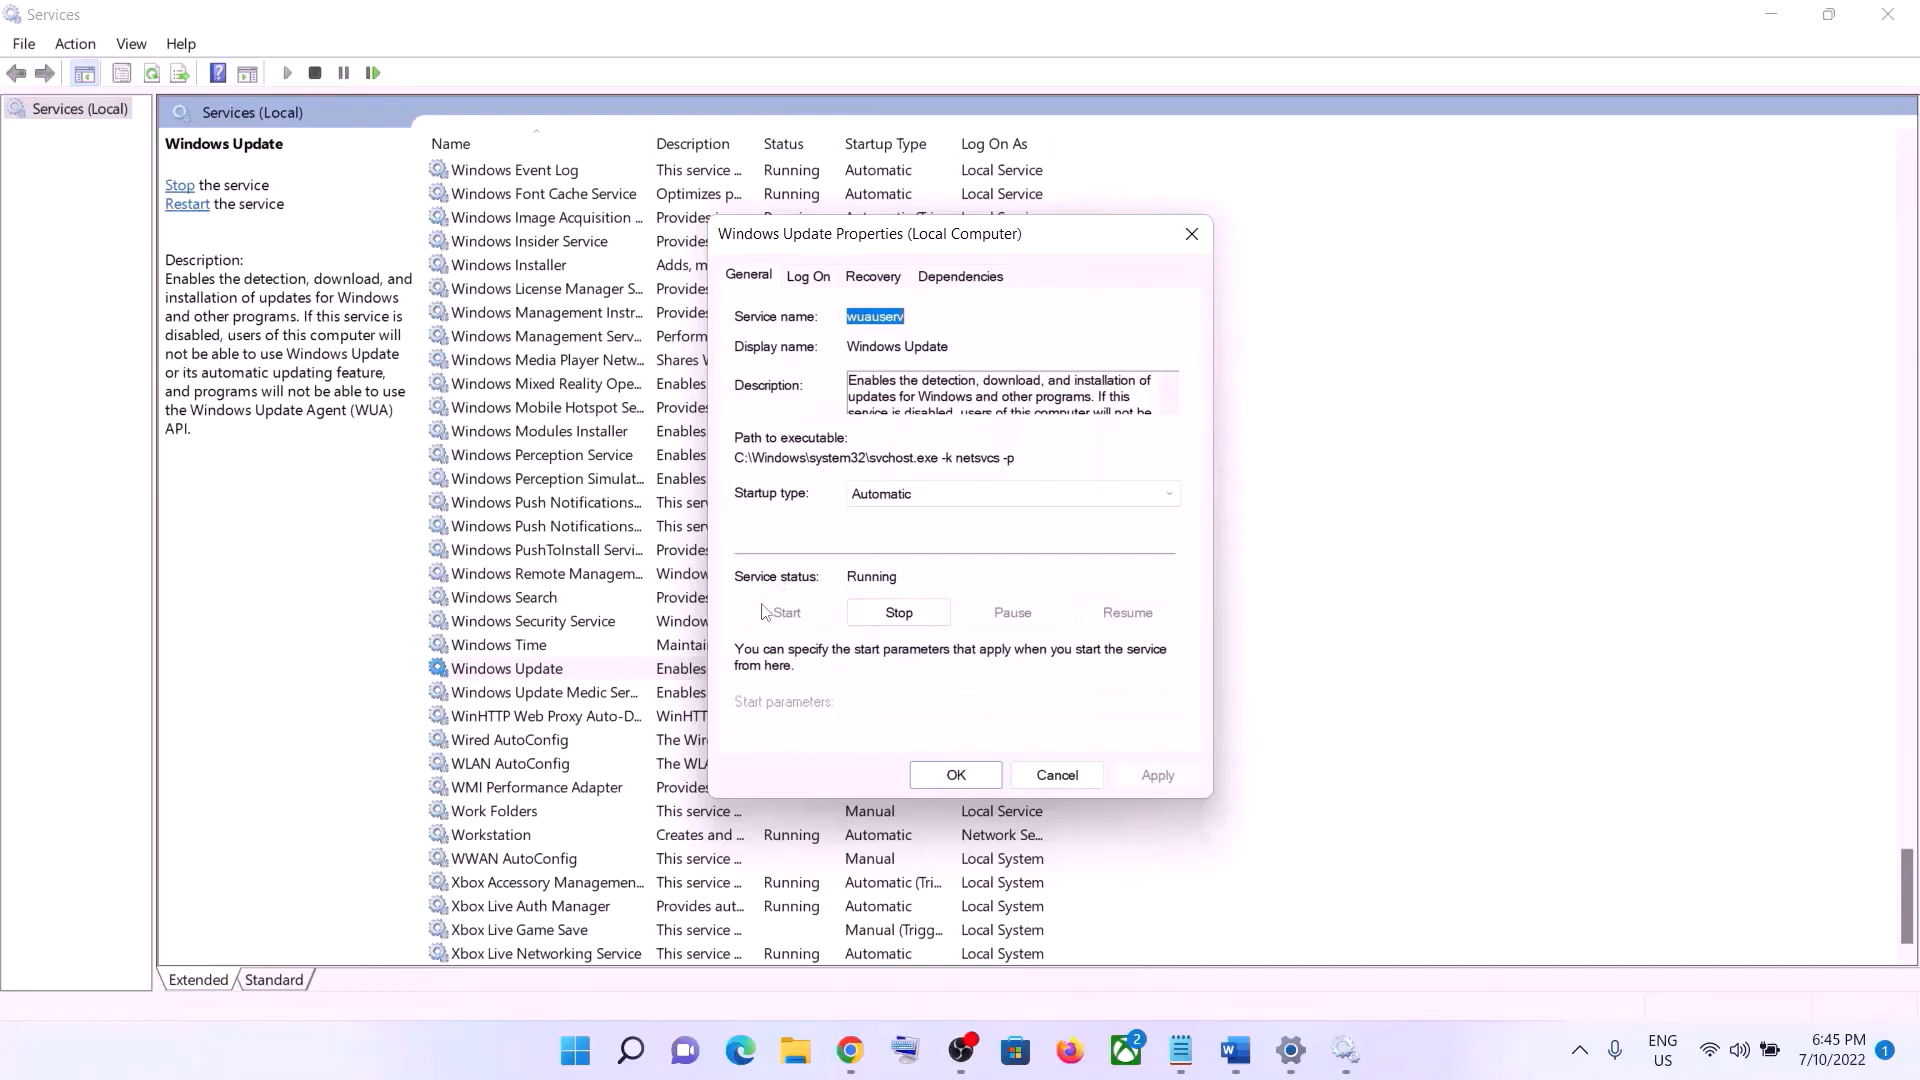 Services
File Action View Help
Services (Local)
Services (Local)
Windows Update
Stop the service
Restart the service
Description:
Enables the detection, download, and
installation of updates for Windows
and other programs. If this service is
disabled, users of this computer will
not be able to use Windows Update
or its automatic updating feature,
and programs will not be able to use
the Windows Update Agent (WUA)
API.
Name Description Status Startup Type Log On As
Windows Event Log This service ... Running Automatic Local Service
Windows Font Cache Service Optimizes p... Running Automatic Local Service
Windows Image Acquisition ... Provides
Windows Insider Service Provides
Windows Installer Adds, m
Windows License Manager S... Provides
Windows Management Instr... Provides
Windows Management Serv... Perform
Windows Media Player Netw... Shares W
Windows Mixed Reality Ope... Enables
Windows Mobile Hotspot Se... Provides
Windows Modules Installer Enables
Windows Perception Service Enables
Windows Perception Simulat... Enables
Windows Push Notifications... This ser
Windows Push Notifications... This ser
Windows PushToInstall Servi... Provides
Windows Remote Managem... Window
Windows Search Provides
Windows Security Service Window
Windows Time Maintai
Windows Update Enables
Windows Update Medic Ser... Enables
WinHTTP Web Proxy Auto-D... WinHTT
Wired AutoConfig The Wir
WLAN AutoConfig The WLA
WMI Performance Adapter Provides
Work Folders This service ... Manual Local Service
Workstation Creates and ... Running Automatic Network Se...
WWAN AutoConfig This service ... Manual Local System
Xbox Accessory Managemen... This service ... Running Automatic (Tri... Local System
Xbox Live Auth Manager Provides aut... Running Automatic Local System
Xbox Live Game Save This service ... Manual (Trigg... Local System
Xbox Live Networking Service This service ... Running Automatic Local System
Windows Update Properties (Local Computer)
General Log On Recovery Dependencies
Service name: wuauserv
Display name: Windows Update
Description: Enables the detection, download, and installation of
updates for Windows and other programs. If this
service is disabled, users of this computer will not be
Path to executable:
C:\Windows\system32\svchost.exe -k netsvcs -p
Startup type: Automatic
Service status: Running
Start Stop Pause Resume
You can specify the start parameters that apply when you start the service
from here.
Start parameters:
OK Cancel Apply
Extended Standard
2
W
ENG
US
6:45 PM
7/10/2022
1